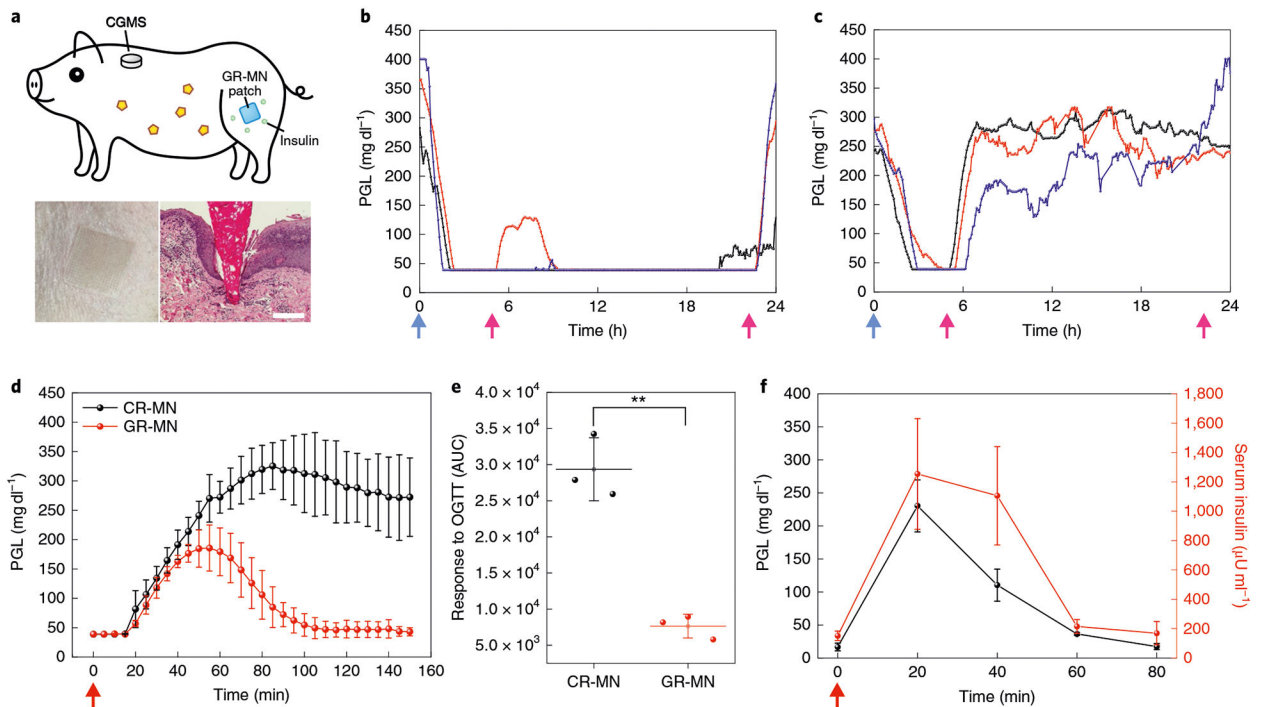 a
CGMS
GR-MN
patch
Insulin
b
450
400
350
300
250
200
150
100
50
0
PGL (mg dl–1)
0
6
12
18
24
Time (h)
c
450
400
350
300
250
200
150
100
50
0
PGL (mg dl–1)
0
6
12
18
24
Time (h)
d
450
400
350
300
250
200
150
100
50
0
PGL (mg dl–1)
CR-MN
GR-MN
0 20 40 60 80 100 120 140 160
Time (min)
e
4.0 × 10⁴
3.5 × 10⁴
3.0 × 10⁴
2.5 × 10⁴
2.0 × 10⁴
1.5 × 10⁴
1.0 × 10⁴
5.0 × 10³
Response to OGTT (AUC)
**
CR-MN GR-MN
f
400
350
300
250
200
150
100
50
0
PGL (mg dl–1)
1,800
1,600
1,400
1,200
1,000
800
600
400
200
0
Serum insulin (μU ml–1)
0 20 40 60 80
Time (min)